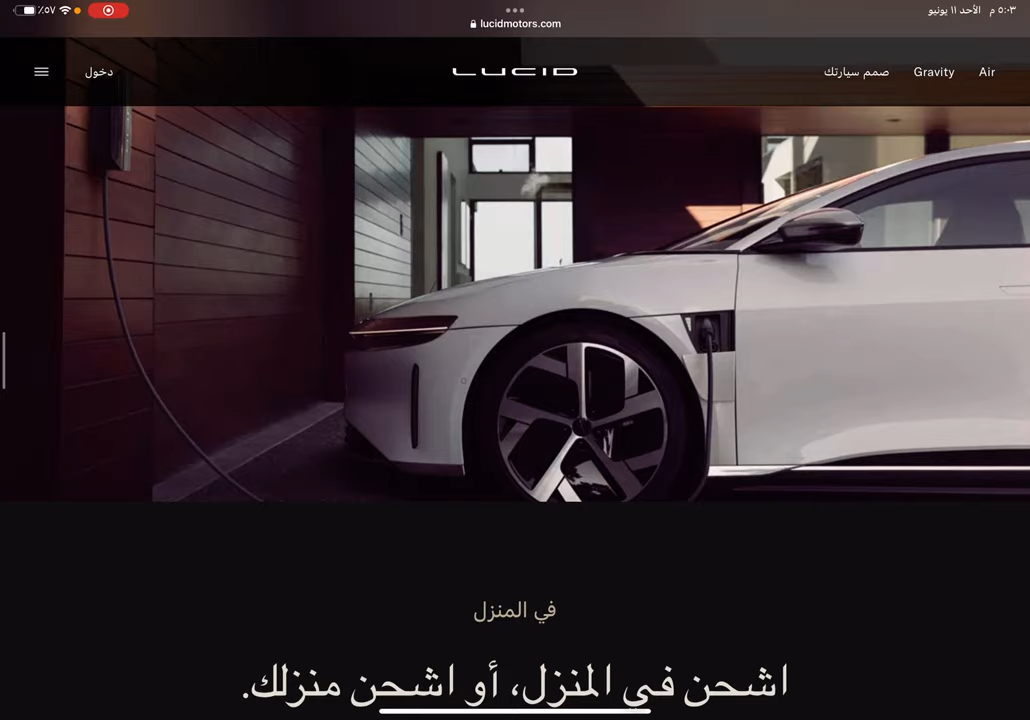 ٥:٠٣ م الأحد ١١ يونيو
٪٥٧
lucidmotors.com
Air Gravity صمم سيارتك
LUCID
دخول
في المنزل
اشحن في المنزل، أو اشحن منزلك.